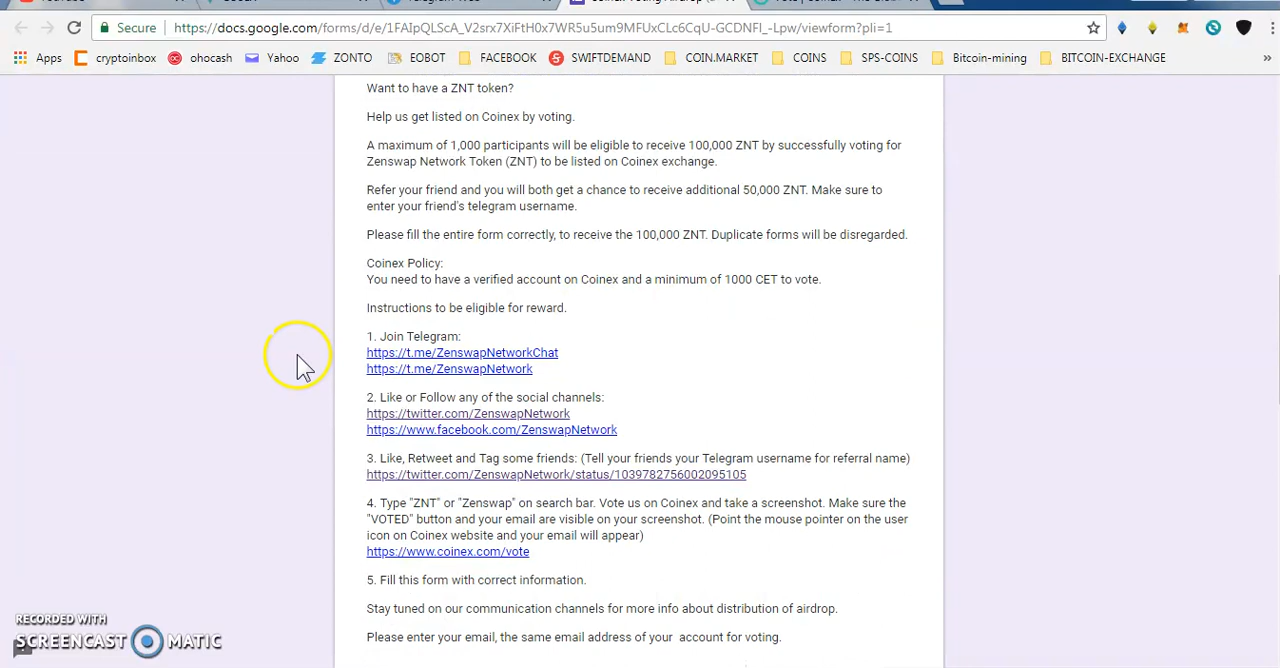 Secure https://docs.google.com/forms/d/e/1FAIpQLScA_V2srx7XiFtH0x7WR5u5um9MFUxCLc6CqU-GCDNFI_-Lpw/viewform?pli=1
Apps cryptoinbox ohocash Yahoo ZONTO EOBOT FACEBOOK SWIFTDEMAND COIN.MARKET COINS SPS-COINS Bitcoin-mining BITCOIN-EXCHANGE »
Want to have a ZNT token?
Help us get listed on Coinex by voting.
A maximum of 1,000 participants will be eligible to receive 100,000 ZNT by successfully voting for
Zenswap Network Token (ZNT) to be listed on Coinex exchange.
Refer your friend and you will both get a chance to receive additional 50,000 ZNT. Make sure to
enter your friend's telegram username.
Please fill the entire form correctly, to receive the 100,000 ZNT. Duplicate forms will be disregarded.
Coinex Policy:
You need to have a verified account on Coinex and a minimum of 1000 CET to vote.
Instructions to be eligible for reward.
1. Join Telegram:
https://t.me/ZenswapNetworkChat
https://t.me/ZenswapNetwork
2. Like or Follow any of the social channels:
https://twitter.com/ZenswapNetwork
https://www.facebook.com/ZenswapNetwork
3. Like, Retweet and Tag some friends: (Tell your friends your Telegram username for referral name)
https://twitter.com/ZenswapNetwork/status/1039782756002095105
4. Type "ZNT" or "Zenswap" on search bar. Vote us on Coinex and take a screenshot. Make sure the
"VOTED" button and your email are visible on your screenshot. (Point the mouse pointer on the user
icon on Coinex website and your email will appear)
https://www.coinex.com/vote
5. Fill this form with correct information.
Stay tuned on our communication channels for more info about distribution of airdrop.
Please enter your email, the same email address of your account for voting.
RECORDED WITH
SCREENCAST MATIC